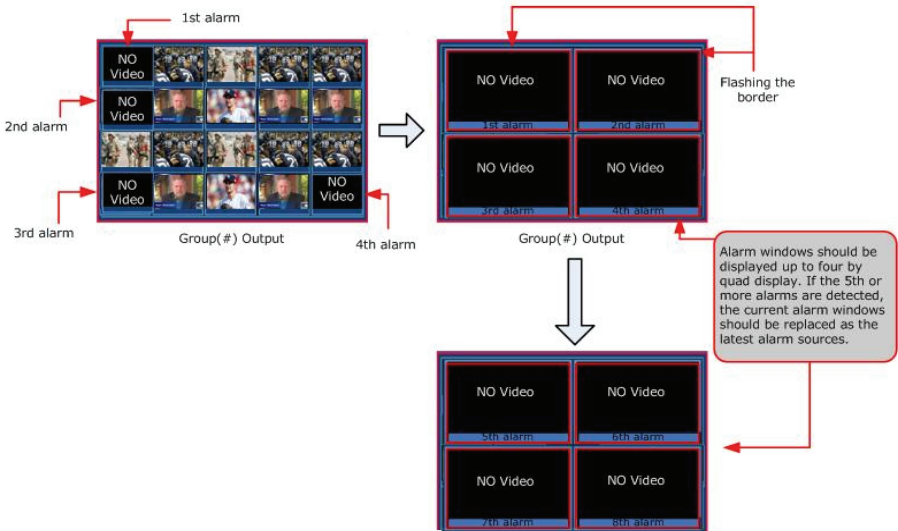 1st alarm
NO
Video
NO
Video
2nd alarm
NO
Video
NO
Video
3rd alarm
4th alarm
Group(#) Output
NO Video
NO Video
1st alarm
2nd alarm
NO Video
NO Video
3rd alarm
4th alarm
Group(#) Output
Flashing the
border
Alarm windows should be
displayed up to four by
quad display. If the 5th or
more alarms are detected,
the current alarm windows
should be replaced as the
latest alarm sources.
NO Video
NO Video
5th alarm
6th alarm
NO Video
NO Video
7th alarm
8th alarm